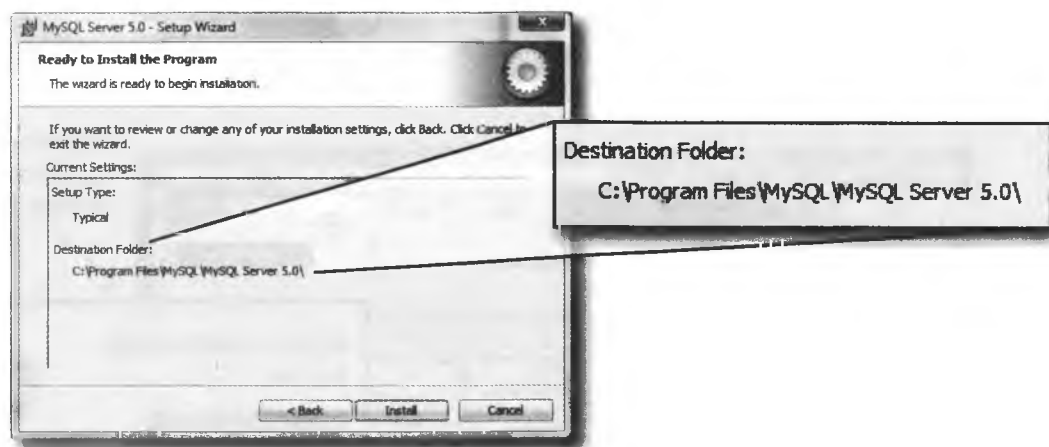 MySQL Server 5.0 - Setup Wizard
Ready to Install the Program
The wizard is ready to begin installation.
If you want to review or change any of your installation settings, click Back. Click Cancel to
exit the wizard.
Current Settings:
Setup Type:
Typical
Destination Folder:
C:\Program Files\MySQL\MySQL Server 5.0\
< Back
Install
Cancel
Destination Folder:
C:\Program Files\MySQL\MySQL Server 5.0\